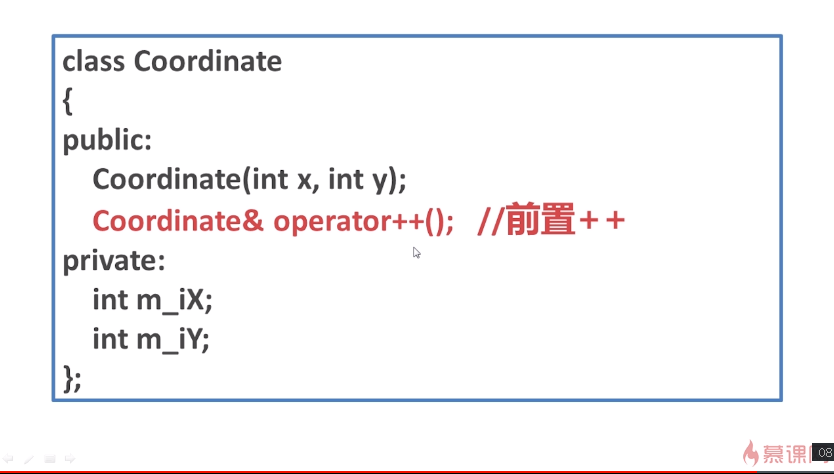 class Coordinate
{
public:
Coordinate(int x, int y);
Coordinate& operator++(); //前置++
private:
int m_iX;
int m_iY;
};
慕课
08